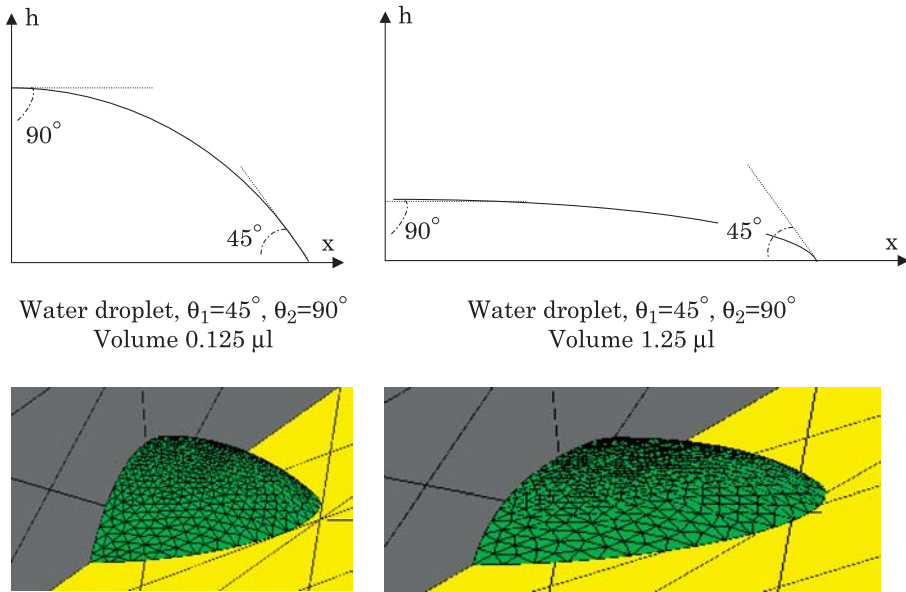 h
90°
45°
x
Water droplet, θ₁=45°, θ₂=90°
Volume 0.125 μl
h
90°
45°
x
Water droplet, θ₁=45°, θ₂=90°
Volume 1.25 μl